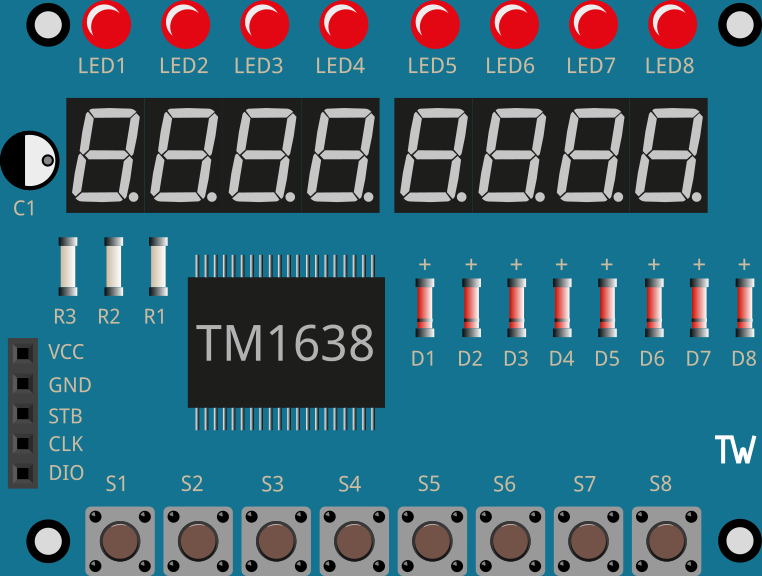 LED1 LED2 LED3 LED4 LED5 LED6 LED7 LED8
C1
+ + + + + + + +
R3 R2 R1
TM1638
D1 D2 D3 D4 D5 D6 D7 D8
VCC
GND
STB
CLK
DIO
TW
S1 S2 S3 S4 S5 S6 S7 S8